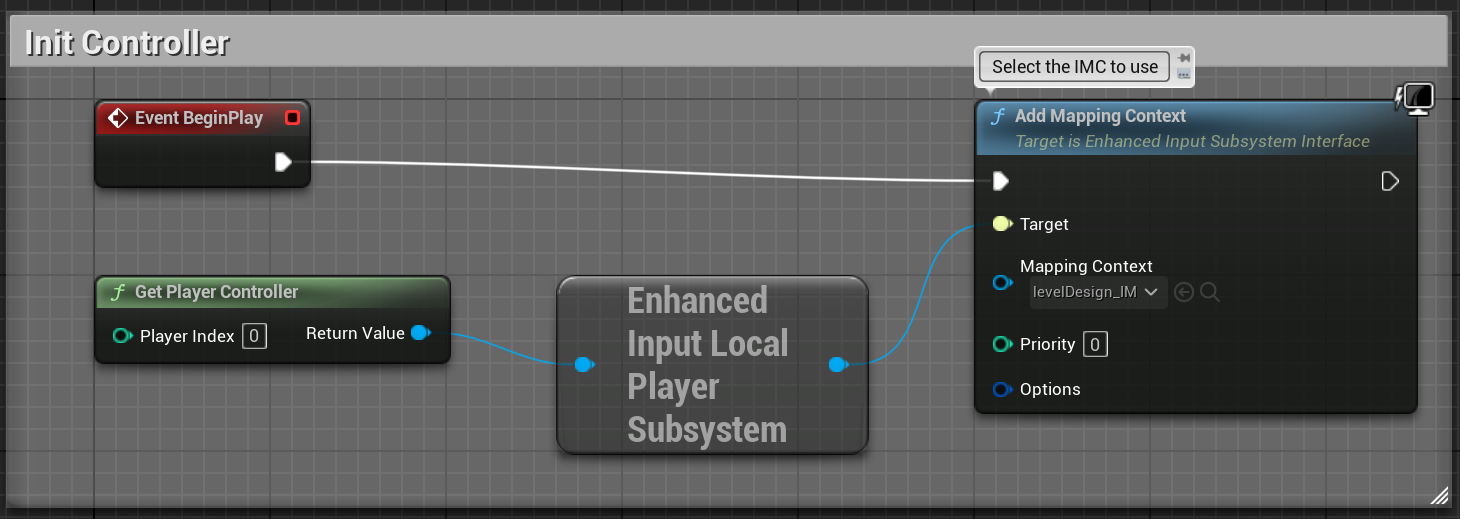 Init Controller
Select the IMC to use
Event BeginPlay
f Add Mapping Context
Target is Enhanced Input Subsystem Interface
Target
Mapping Context
levelDesign_IM
Priority 0
Options
f Get Player Controller
Player Index 0
Return Value
Enhanced
Input Local
Player
Subsystem